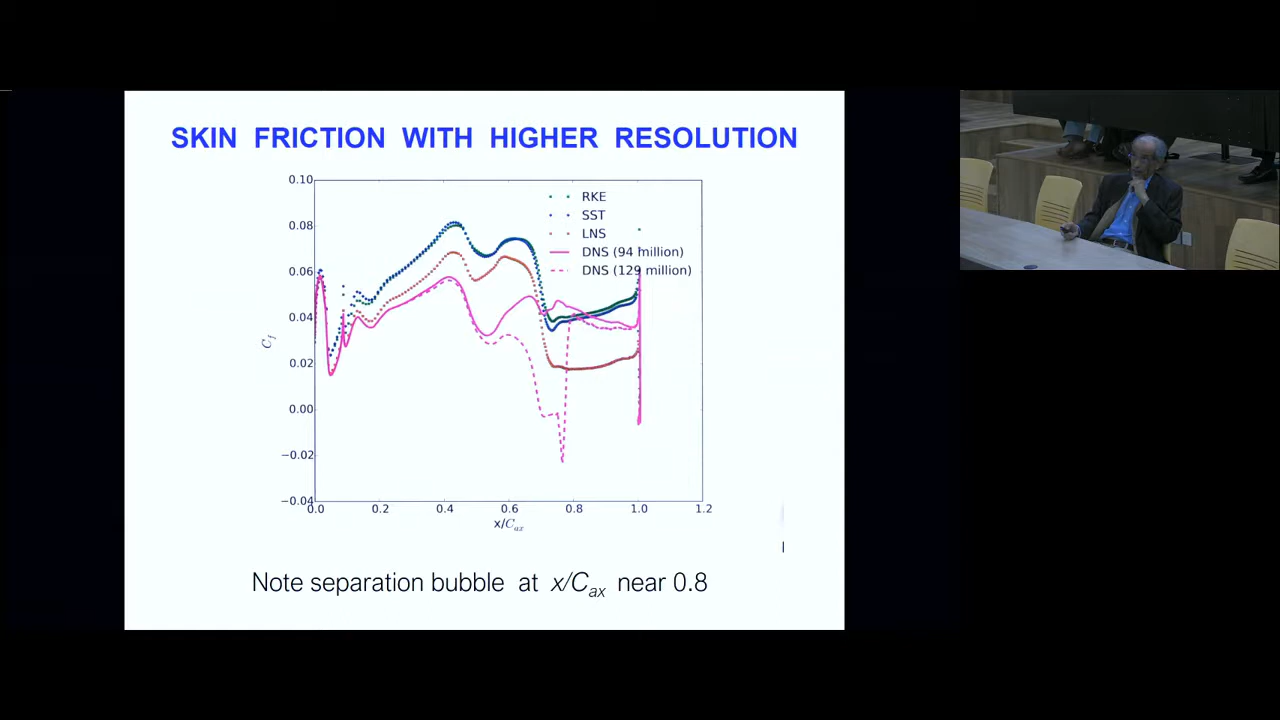 SKIN FRICTION WITH HIGHER RESOLUTION
0.10
0.08
0.06
0.04
0.02
0.00
−0.02
−0.04
C_f
RKE
SST
LNS
DNS (94 million)
DNS (129 million)
0.0 0.2 0.4 0.6 0.8 1.0 1.2
x/C_ax
Note separation bubble at x/C_ax near 0.8